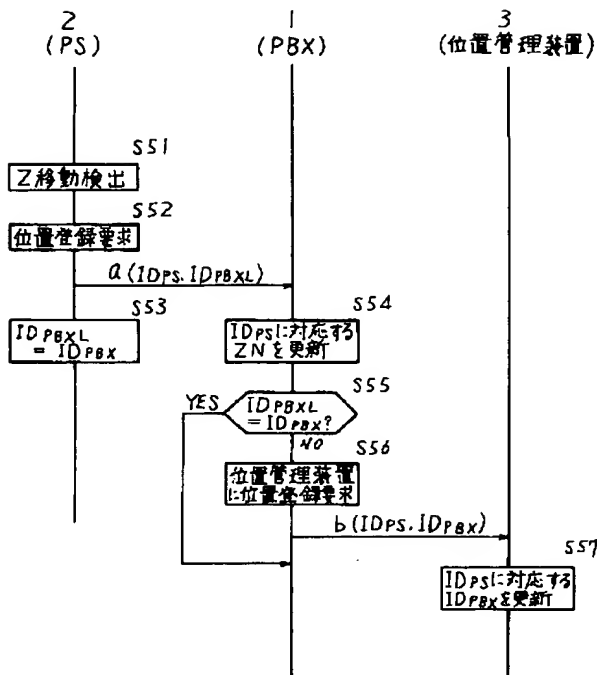 2
(PS)
1
(PBX)
3
(位置管理装置)
S51
Z移動検出
S52
位置登録要求
a(IDPS.IDPBXL)
S53
IDPBXL
=IDPBX
S54
IDPSに対応する
ZNを更新
S55
YES
IDPBXL
=IDPBX?
NO
S56
位置管理装置
に位置登録要求
b(IDPS.IDPBX)
S57
IDPSに対応する
IDPBXを更新